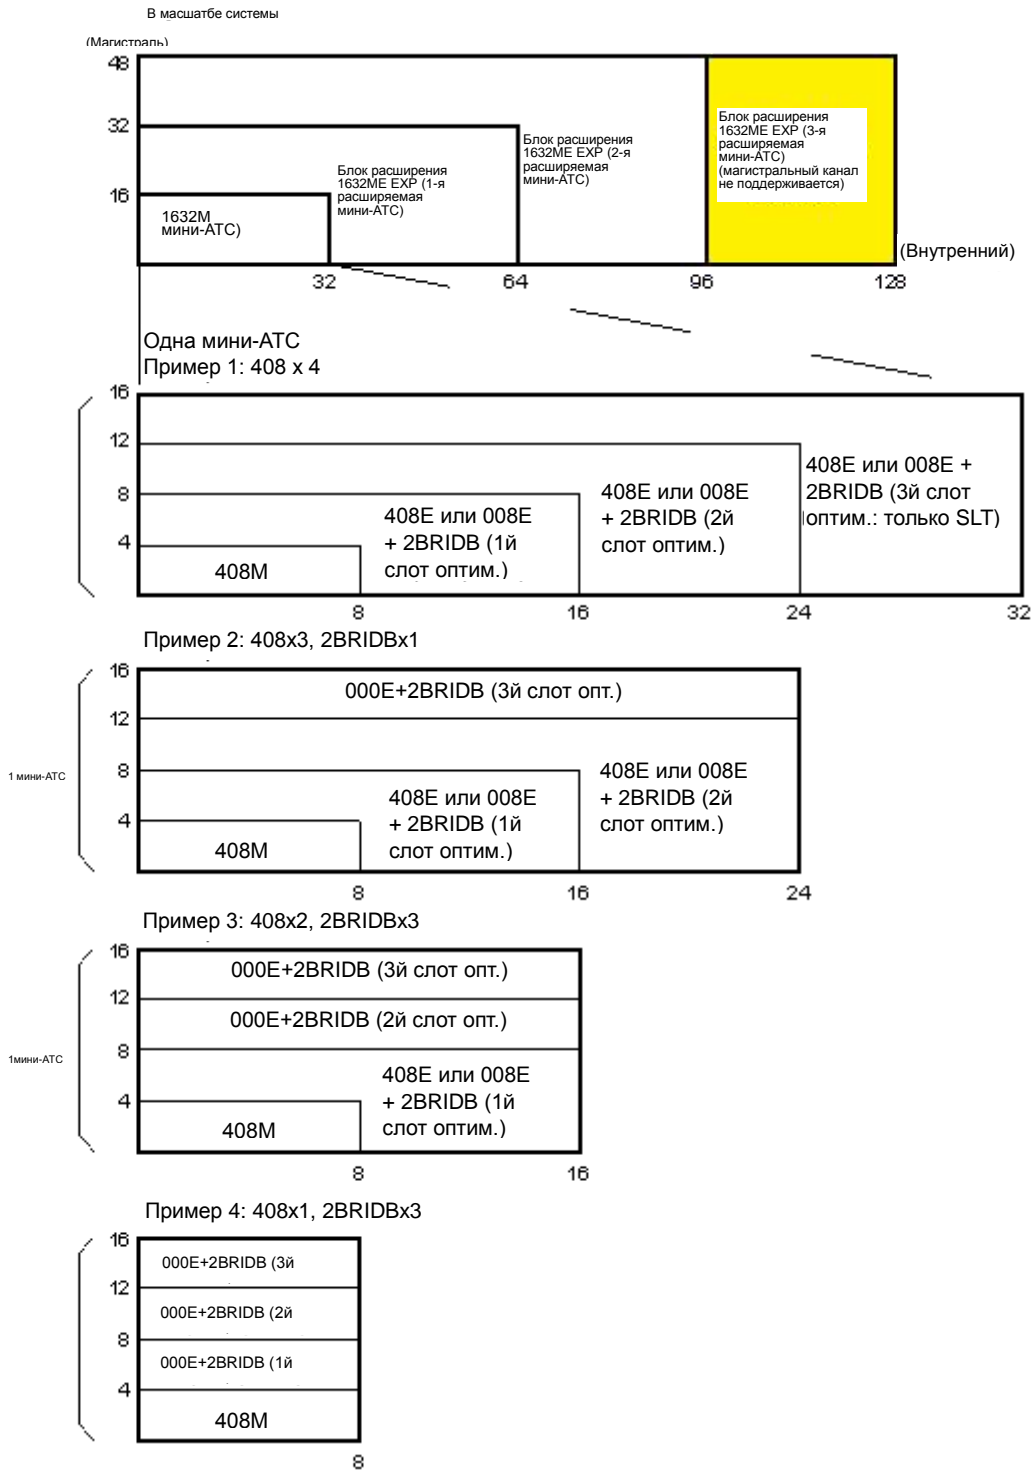 В масшатбе системы
(Магистраль)
48
32
16
1632M
мини-АТС)
Блок расширения
1632ME EXP (1-я
расширяемая
мини-АТС)
Блок расширения
1632ME EXP (2-я
расширяемая
мини-АТС)
Блок расширения
1632ME EXP (3-я
расширяемая
мини-АТС)
(магистральный канал
не поддерживается)
(Внутренний)
32
64
96
128
Одна мини-АТС
Пример 1: 408 x 4
16
12
8
4
408M
408E или 008E
+ 2BRIDB (1й
слот оптим.)
408E или 008E
+ 2BRIDB (2й
слот оптим.)
408E или 008E +
2BRIDB (3й слот
оптим.: только SLT)
8
16
24
32
Пример 2: 408x3, 2BRIDBx1
16
12
8
4
1 мини-АТС
000E+2BRIDB (3й слот опт.)
408M
408E или 008E
+ 2BRIDB (1й
слот оптим.)
408E или 008E
+ 2BRIDB (2й
слот оптим.)
8
16
24
Пример 3: 408x2, 2BRIDBx3
16
12
8
4
1мини-АТС
000E+2BRIDB (3й слот опт.)
000E+2BRIDB (2й слот опт.)
408M
408E или 008E
+ 2BRIDB (1й
слот оптим.)
8
16
Пример 4: 408x1, 2BRIDBx3
16
12
8
4
000E+2BRIDB (3й
000E+2BRIDB (2й
000E+2BRIDB (1й
408M
8